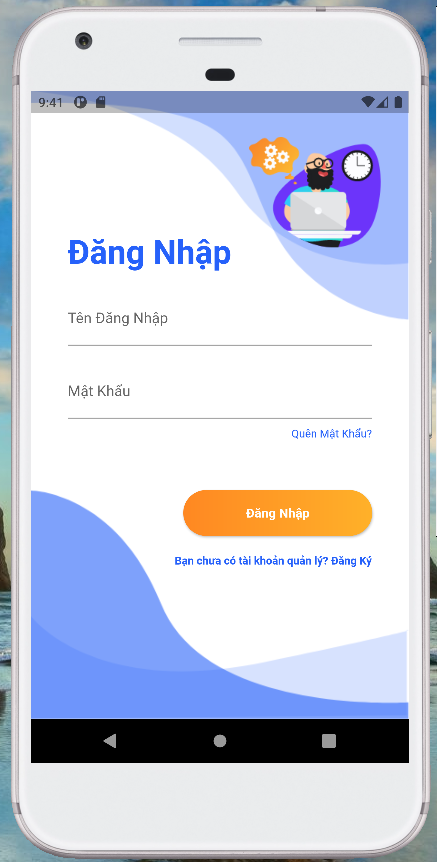 9:41
Đăng Nhập
Tên Đăng Nhập
Mật Khẩu
Quên Mật Khẩu?
Đăng Nhập
Bạn chưa có tài khoản quản lý? Đăng Ký